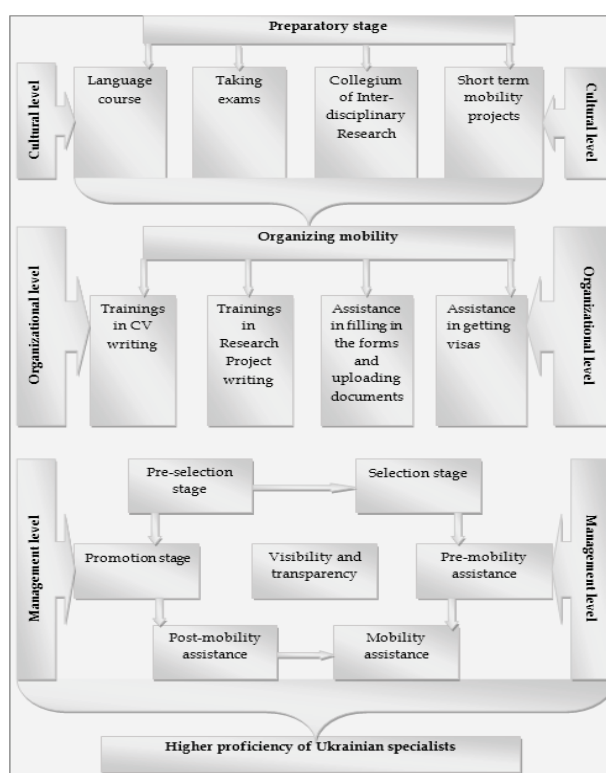 Preparatory stage
Cultural level
Language
course
Taking
exams
Collegium
of Inter-
disciplinary
Research
Short term
mobility
projects
Cultural level
Organizing mobility
Organizational level
Trainings
in CV
writing
Trainings
in
Research
Project
writing
Assistance
in filling in
the forms
and
uploading
documents
Assistance
in getting
visas
Organizational level
Management level
Pre-selection
stage
Selection stage
Promotion stage
Visibility and
transparency
Pre-mobility
assistance
Post-mobility
assistance
Mobility
assistance
Management level
Higher proficiency of Ukrainian specialists